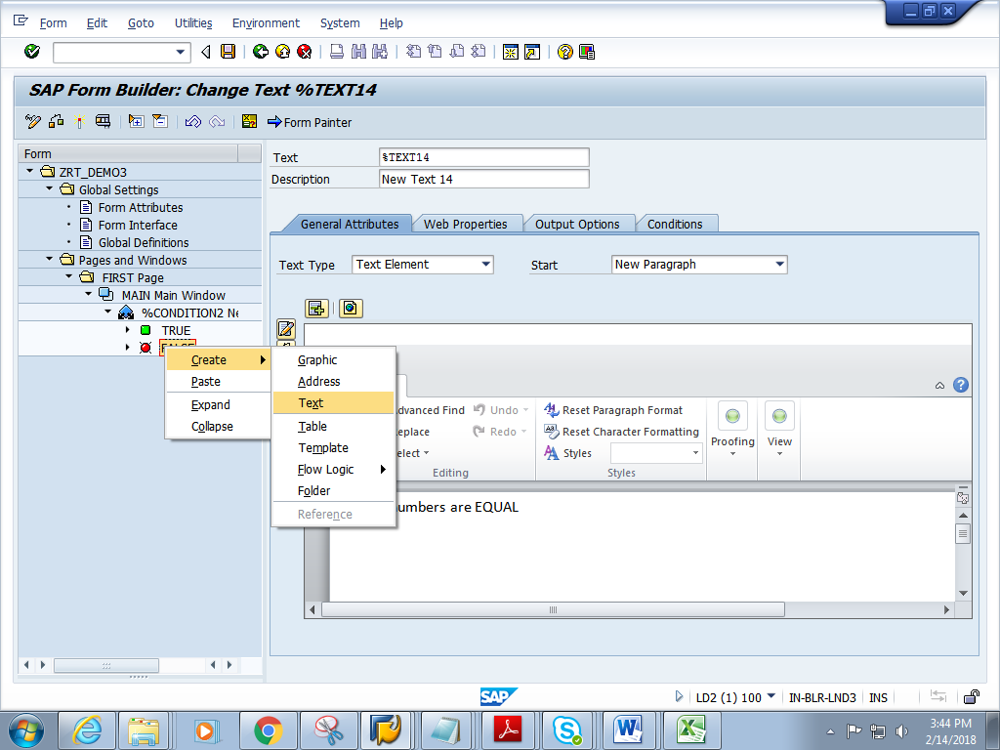 Form Edit Goto Utilities Environment System Help
SAP Form Builder: Change Text %TEXT14
Form Painter
Form
ZRT_DEMO3
Global Settings
Form Attributes
Form Interface
Global Definitions
Pages and Windows
FIRST Page
MAIN Main Window
%CONDITION2 Ne
TRUE
FALSE
Create
Paste
Expand
Collapse
Graphic
Address
Text
Table
Template
Flow Logic
Folder
Reference
Text %TEXT14
Description New Text 14
General Attributes Web Properties Output Options Conditions
Text Type Text Element Start New Paragraph
dvanced Find Undo Reset Paragraph Format
eplace Redo Reset Character Formatting
elect Styles
Editing Styles
Proofing View
umbers are EQUAL
SAP LD2 (1) 100 IN-BLR-LND3 INS
3:44 PM
2/14/2018